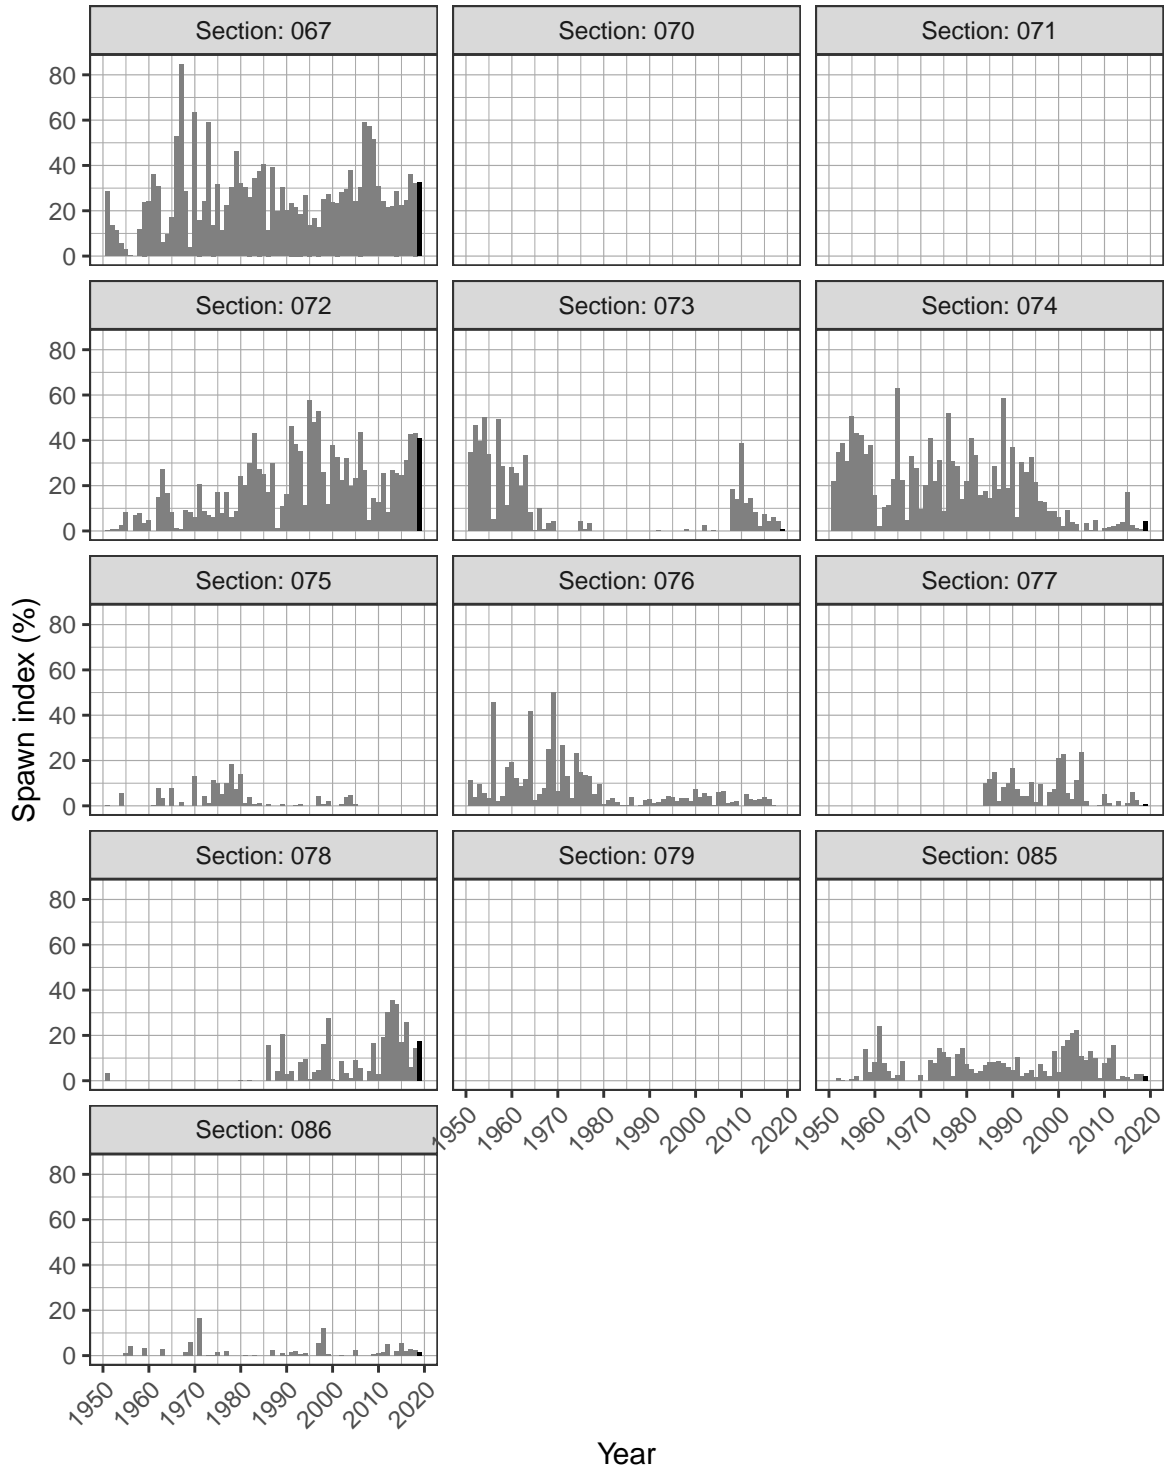 Section: 067
Section: 070
Section: 071
80
60
40
20
0
Section: 072
Section: 073
Section: 074
80
60
40
20
0
Section: 075
Section: 076
Section: 077
80
60
40
20
0
Spawn index (%)
Section: 078
Section: 079
Section: 085
80
60
40
20
0
1950 1960 1970 1980 1990 2000 2010 2020
1950 1960 1970 1980 1990 2000 2010 2020
Section: 086
80
60
40
20
0
1950 1960 1970 1980 1990 2000 2010 2020
Year